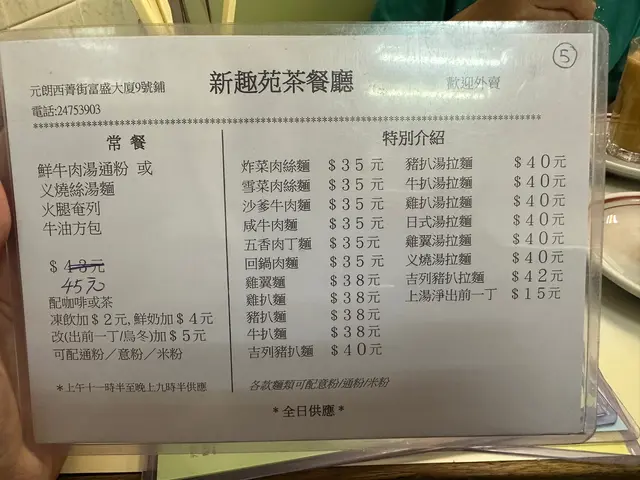 ⑤
新趣苑茶餐廳
元朗西菁街富盛大廈9號鋪
歡迎外賣
電話:24753903
常餐
鮮牛肉湯通粉 或
义燒絲湯麵
火腿奄列
牛油方包
$ 43元
45元
配咖啡或茶
凍飲加$2元,鮮奶加$4元
改(出前一丁/烏冬)加$5元
可配通粉/意粉/米粉
*上午十一時半至晚上九時半供應
特別介紹
炸菜肉絲麵 $35元
雪菜肉絲麵 $35元
沙爹牛肉麵 $35元
咸牛肉麵 $35元
五香肉丁麵 $35元
回鍋肉麵 $35元
雞翼麵 $38元
雞扒麵 $38元
豬扒麵 $38元
牛扒麵 $38元
吉列豬扒麵 $40元
豬扒湯拉麵 $40元
牛扒湯拉麵 $40元
雞扒湯拉麵 $40元
日式湯拉麵 $40元
雞翼湯拉麵 $40元
义燒湯拉麵 $40元
吉列豬扒拉麵 $42元
上湯淨出前一丁 $15元
各款麵類可配意粉/通粉/米粉
*全日供應*